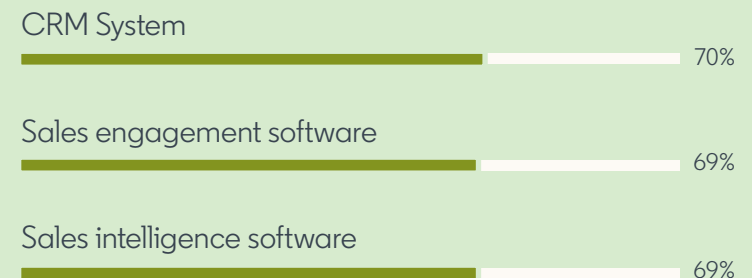 CRM System
70%
Sales engagement software
69%
Sales intelligence software
69%